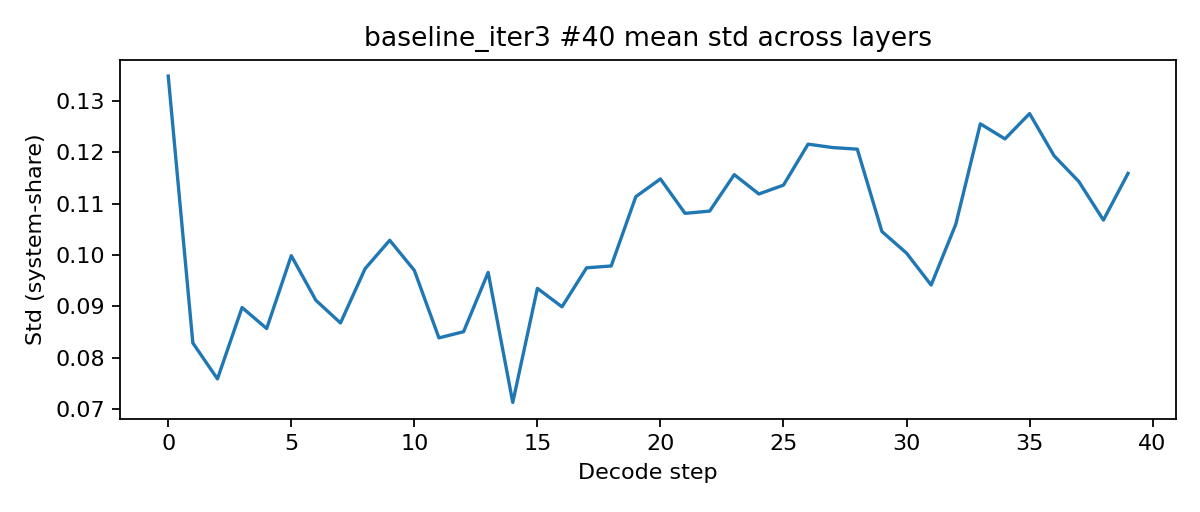 baseline_iter3 #40 mean std across layers
Std (system-share)
0.13
0.12
0.11
0.10
0.09
0.08
0.07
0 5 10 15 20 25 30 35 40
Decode step